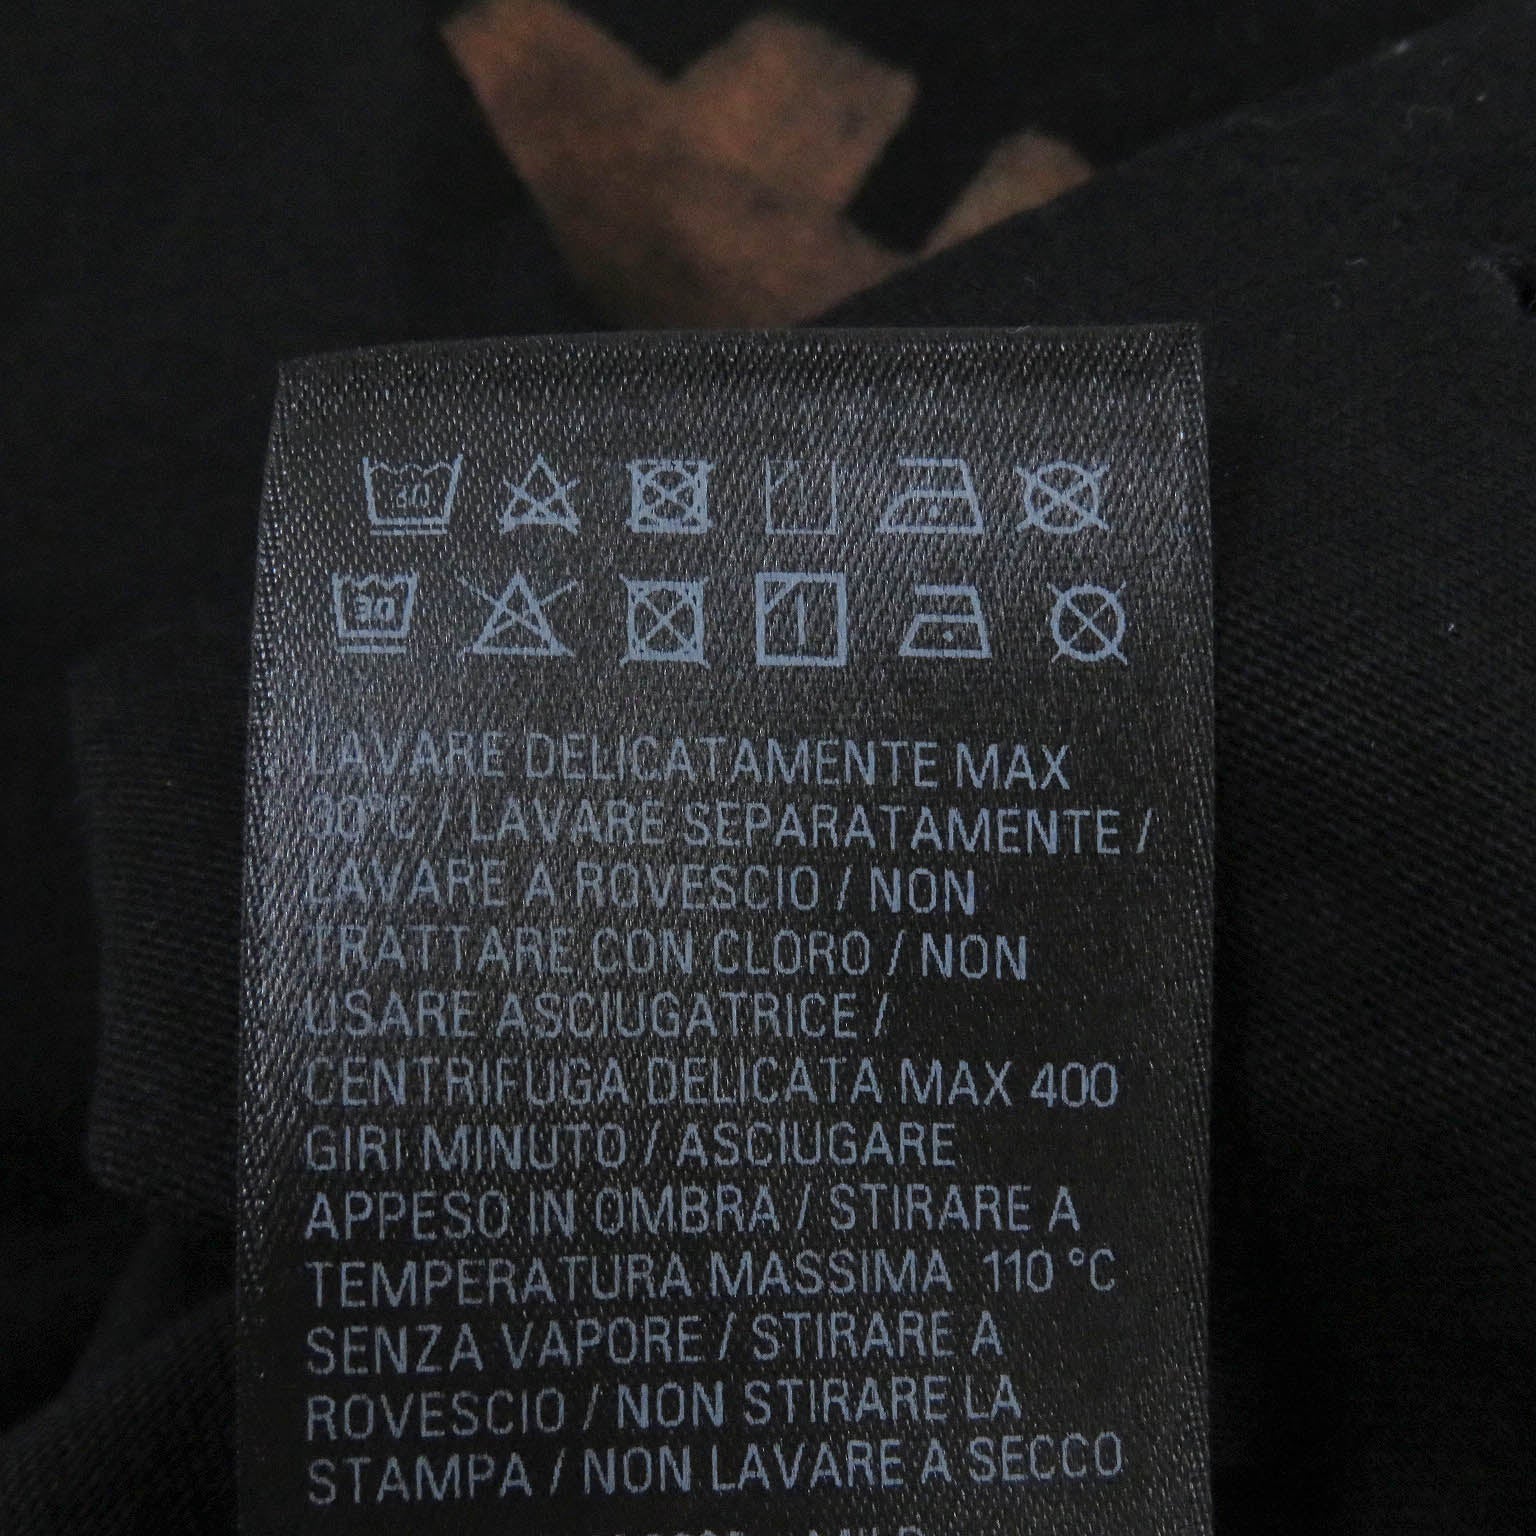 30
30
LAVARE DELICATAMENTE MAX
30°C / LAVARE SEPARATAMENTE /
LAVARE A ROVESCIO / NON
TRATTARE CON CLORO / NON
USARE ASCIUGATRICE /
CENTRIFUGA DELICATA MAX 400
GIRI MINUTO / ASCIUGARE
APPESO IN OMBRA / STIRARE A
TEMPERATURA MASSIMA 110 °C
SENZA VAPORE / STIRARE A
ROVESCIO / NON STIRARE LA
STAMPA / NON LAVARE A SECCO